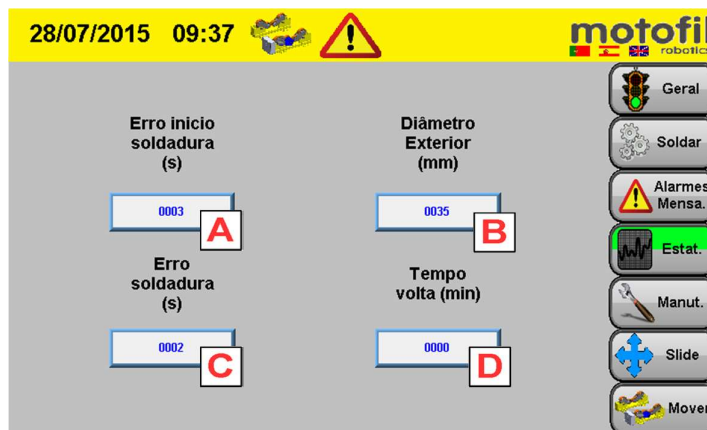 28/07/2015 09:37
motofil
robotics
Geral
Soldar
Alarmes
Mensa.
Estat.
Manut.
Slide
Mover
Erro inicio
soldadura
(s)
0003
A
Diâmetro
Exterior
(mm)
0035
B
Erro
soldadura
(s)
0002
C
Tempo
volta (min)
0000
D